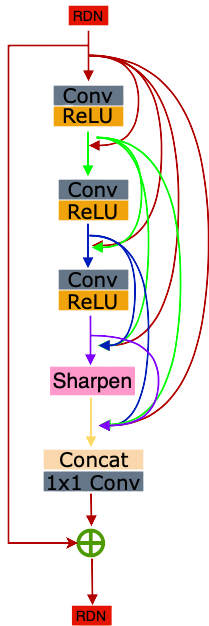 RDN
Conv
ReLU
Conv
ReLU
Conv
ReLU
Sharpen
Concat
1x1 Conv
RDN